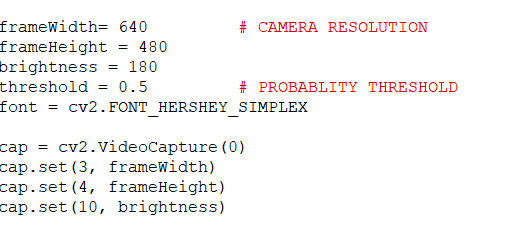 frameWidth= 640 # CAMERA RESOLUTION
frameHeight = 480
brightness = 180
threshold = 0.5 # PROBABLITY THRESHOLD
font = cv2.FONT_HERSHEY_SIMPLEX
cap = cv2.VideoCapture(0)
cap.set(3, frameWidth)
cap.set(4, frameHeight)
cap.set(10, brightness)